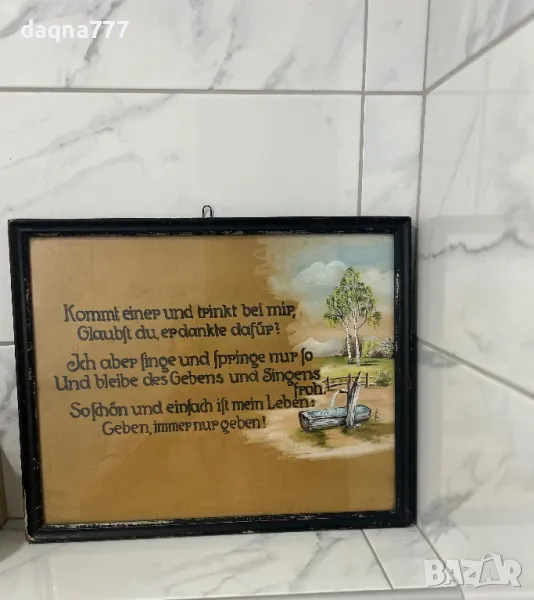 daqna777
Kommt einer und trinkt bei mir,
Glaubst du, er dankte dafür?
Ich aber singe und springe nur so
Und bleibe des Gebens und Singens
froh.
So schön und einfach ist mein Leben:
Geben, immer nur geben!
BAZAR